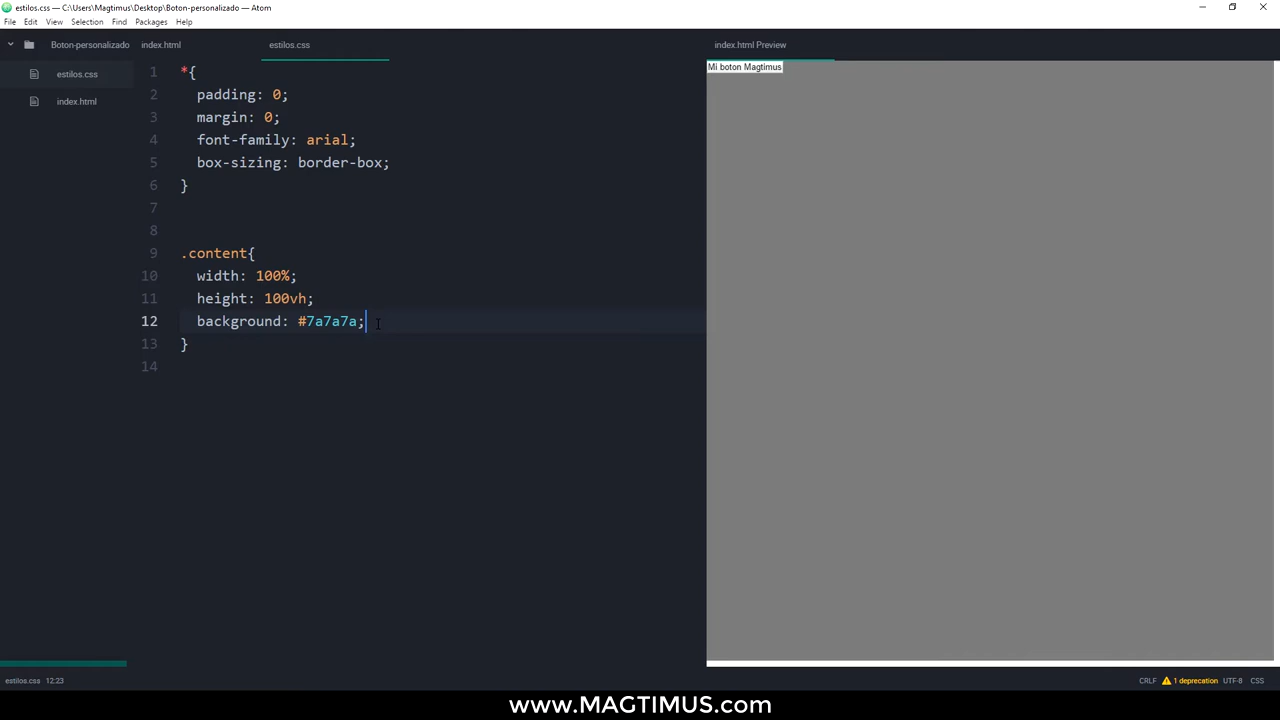 estilos.css — C:\Users\Magtimus\Desktop\Boton-personalizado — Atom
File Edit View Selection Find Packages Help
Boton-personalizado
estilos.css
index.html
index.html
estilos.css
1 *{
2 padding: 0;
3 margin: 0;
4 font-family: arial;
5 box-sizing: border-box;
6 }
7
8
9 .content{
10 width: 100%;
11 height: 100vh;
12 background: #7a7a7a;
13 }
14
index.html Preview
Mi boton Magtimus
estilos.css 12:23
CRLF 1 deprecation UTF-8 CSS
www.MAGTIMUS.com